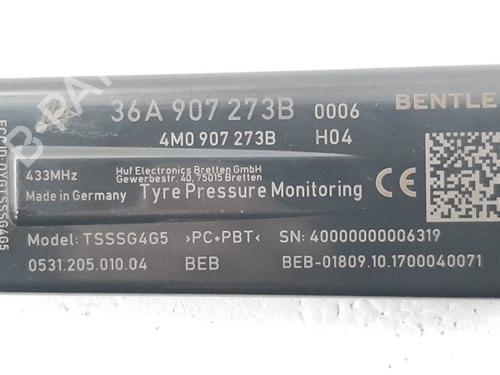 36A 907 273B 0006 BENTLE
4M0 907 273B H04
433MHz
Made in Germany
Huf Electronics Bretten GmbH
Gewerbestr. 40, 75015 Bretten
Tyre Pressure Monitoring
CE
Model: TSSSG4G5 >PC+PBT< SN: 40000000006319
0531.205.010.04 BEB BEB-01809.10.1700040071
B-PARTS